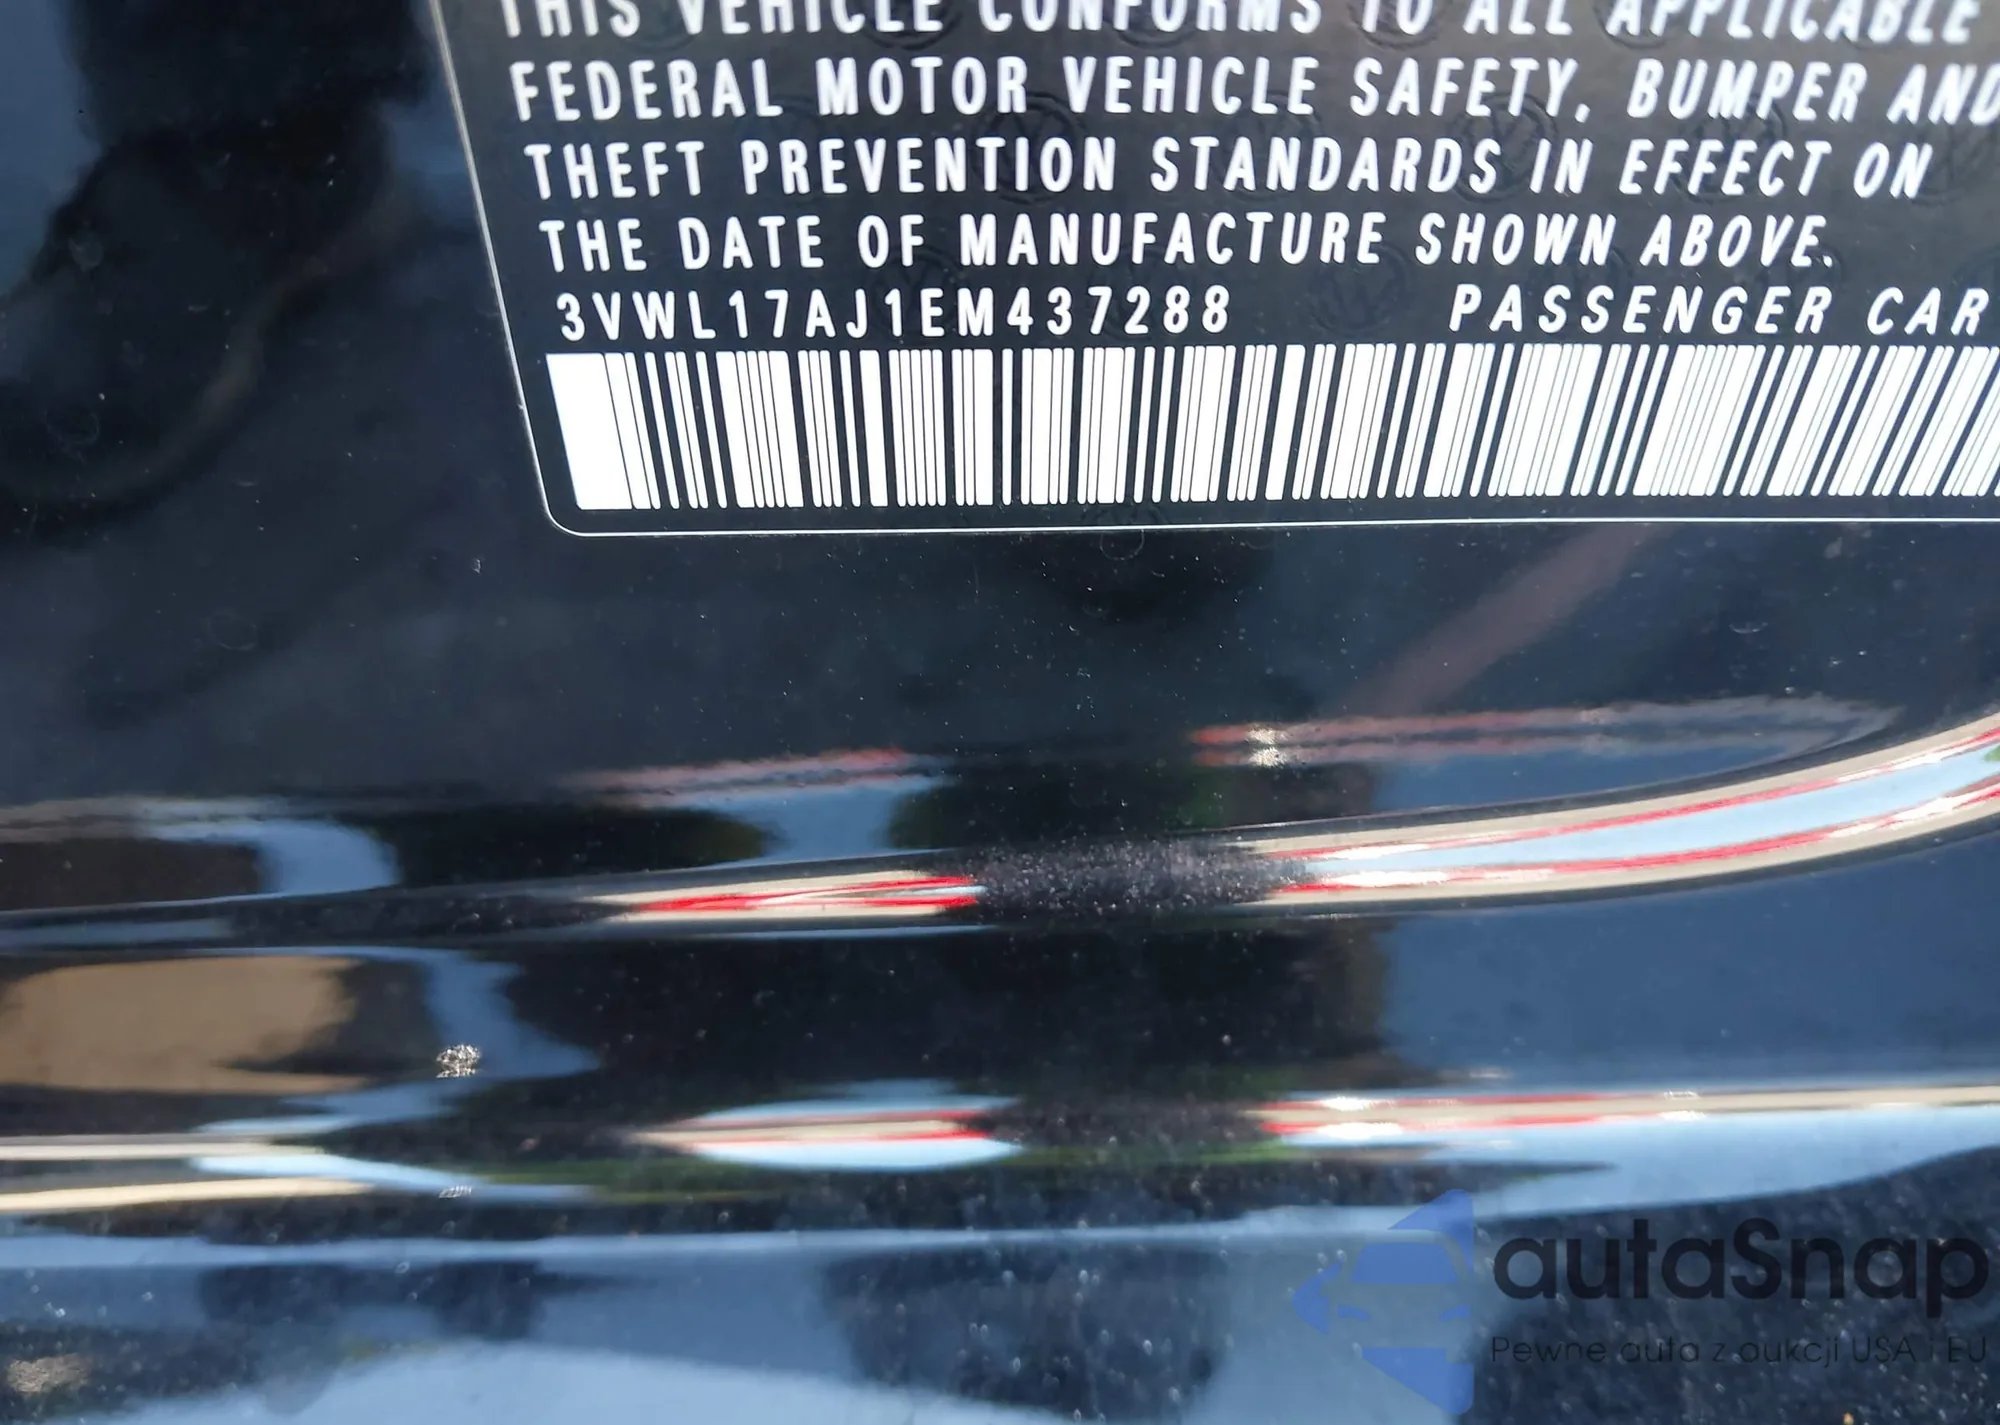 THIS VEHICLE CONFORMS TO ALL APPLICABLE
FEDERAL MOTOR VEHICLE SAFETY, BUMPER AND
THEFT PREVENTION STANDARDS IN EFFECT ON
THE DATE OF MANUFACTURE SHOWN ABOVE.
3VWL17AJ1EM437288 PASSENGER CAR
autaSnap
Pewne auta z aukcji USA i EU